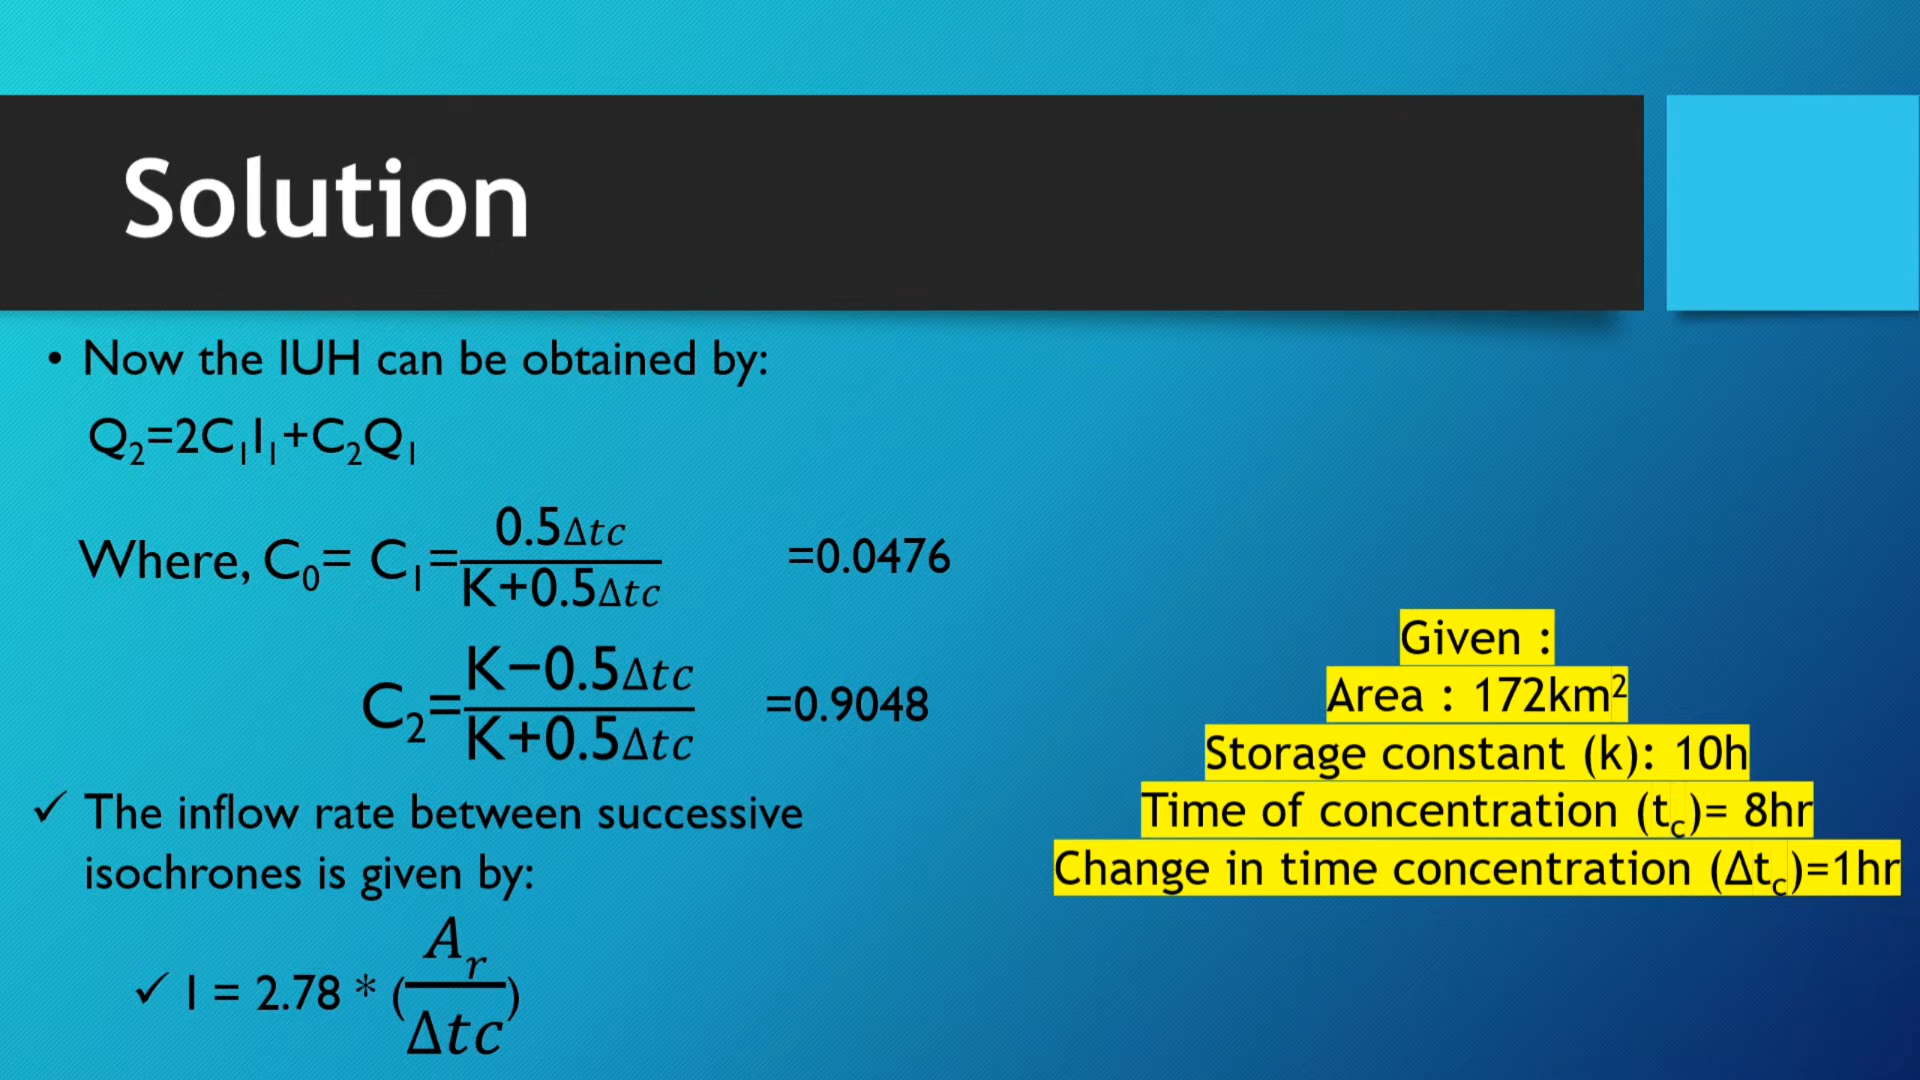 Solution
• Now the IUH can be obtained by:
Q₂=2C₁I₁+C₂Q₁
Where, C₀= C₁= 0.5Δtc / K+0.5Δtc =0.0476
C₂= K−0.5Δtc / K+0.5Δtc =0.9048
✓ The inflow rate between successive
isochrones is given by:
✓ I = 2.78 * (Aᵣ / Δtc)
Given :
Area : 172km²
Storage constant (k): 10h
Time of concentration (t꜀)= 8hr
Change in time concentration (Δt꜀)=1hr